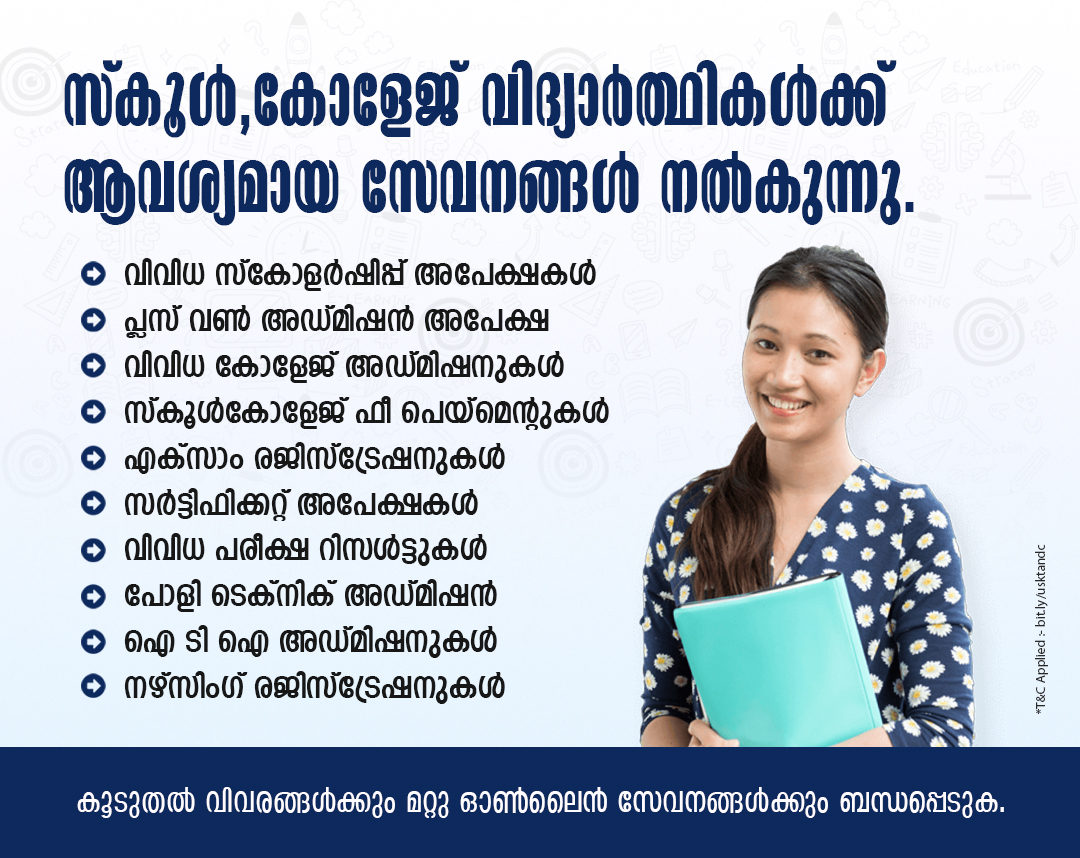 സ്കൂൾ,കോളേജ് വിദ്യാർത്ഥികൾക്ക്
ആവശ്യമായ സേവനങ്ങൾ നൽകുന്നു.
വിവിധ സ്കോളർഷിപ്പ് അപേക്ഷകൾ
പ്ലസ് വൺ അഡ്മിഷൻ അപേക്ഷ
വിവിധ കോളേജ് അഡ്മിഷനുകൾ
സ്കൂൾകോളേജ് ഫീ പെയ്മെന്റുകൾ
എക്സാം രജിസ്ട്രേഷനുകൾ
സർട്ടിഫിക്കറ്റ് അപേക്ഷകൾ
വിവിധ പരീക്ഷ റിസൾട്ടുകൾ
പോളി ടെക്നിക് അഡ്മിഷൻ
ഐ ടി ഐ അഡ്മിഷനുകൾ
നഴ്സിംഗ് രജിസ്ട്രേഷനുകൾ
*T&C Applied :- bit.ly/usktandc
കൂടുതൽ വിവരങ്ങൾക്കും മറ്റു ഓൺലൈൻ സേവനങ്ങൾക്കും ബന്ധപ്പെടുക.